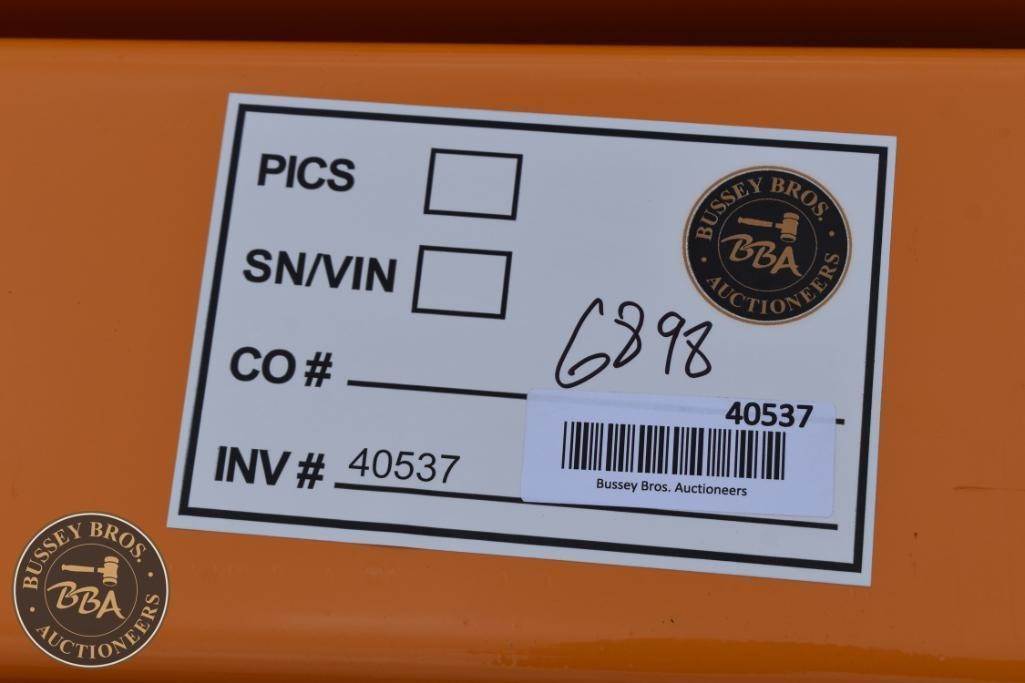 PICS
SN/VIN
CO #
6898
INV # 40537
40537
Bussey Bros. Auctioneers
BUSSEY BROS.
BBA
AUCTIONEERS
BUSSEY BROS.
BBA
AUCTIONEERS